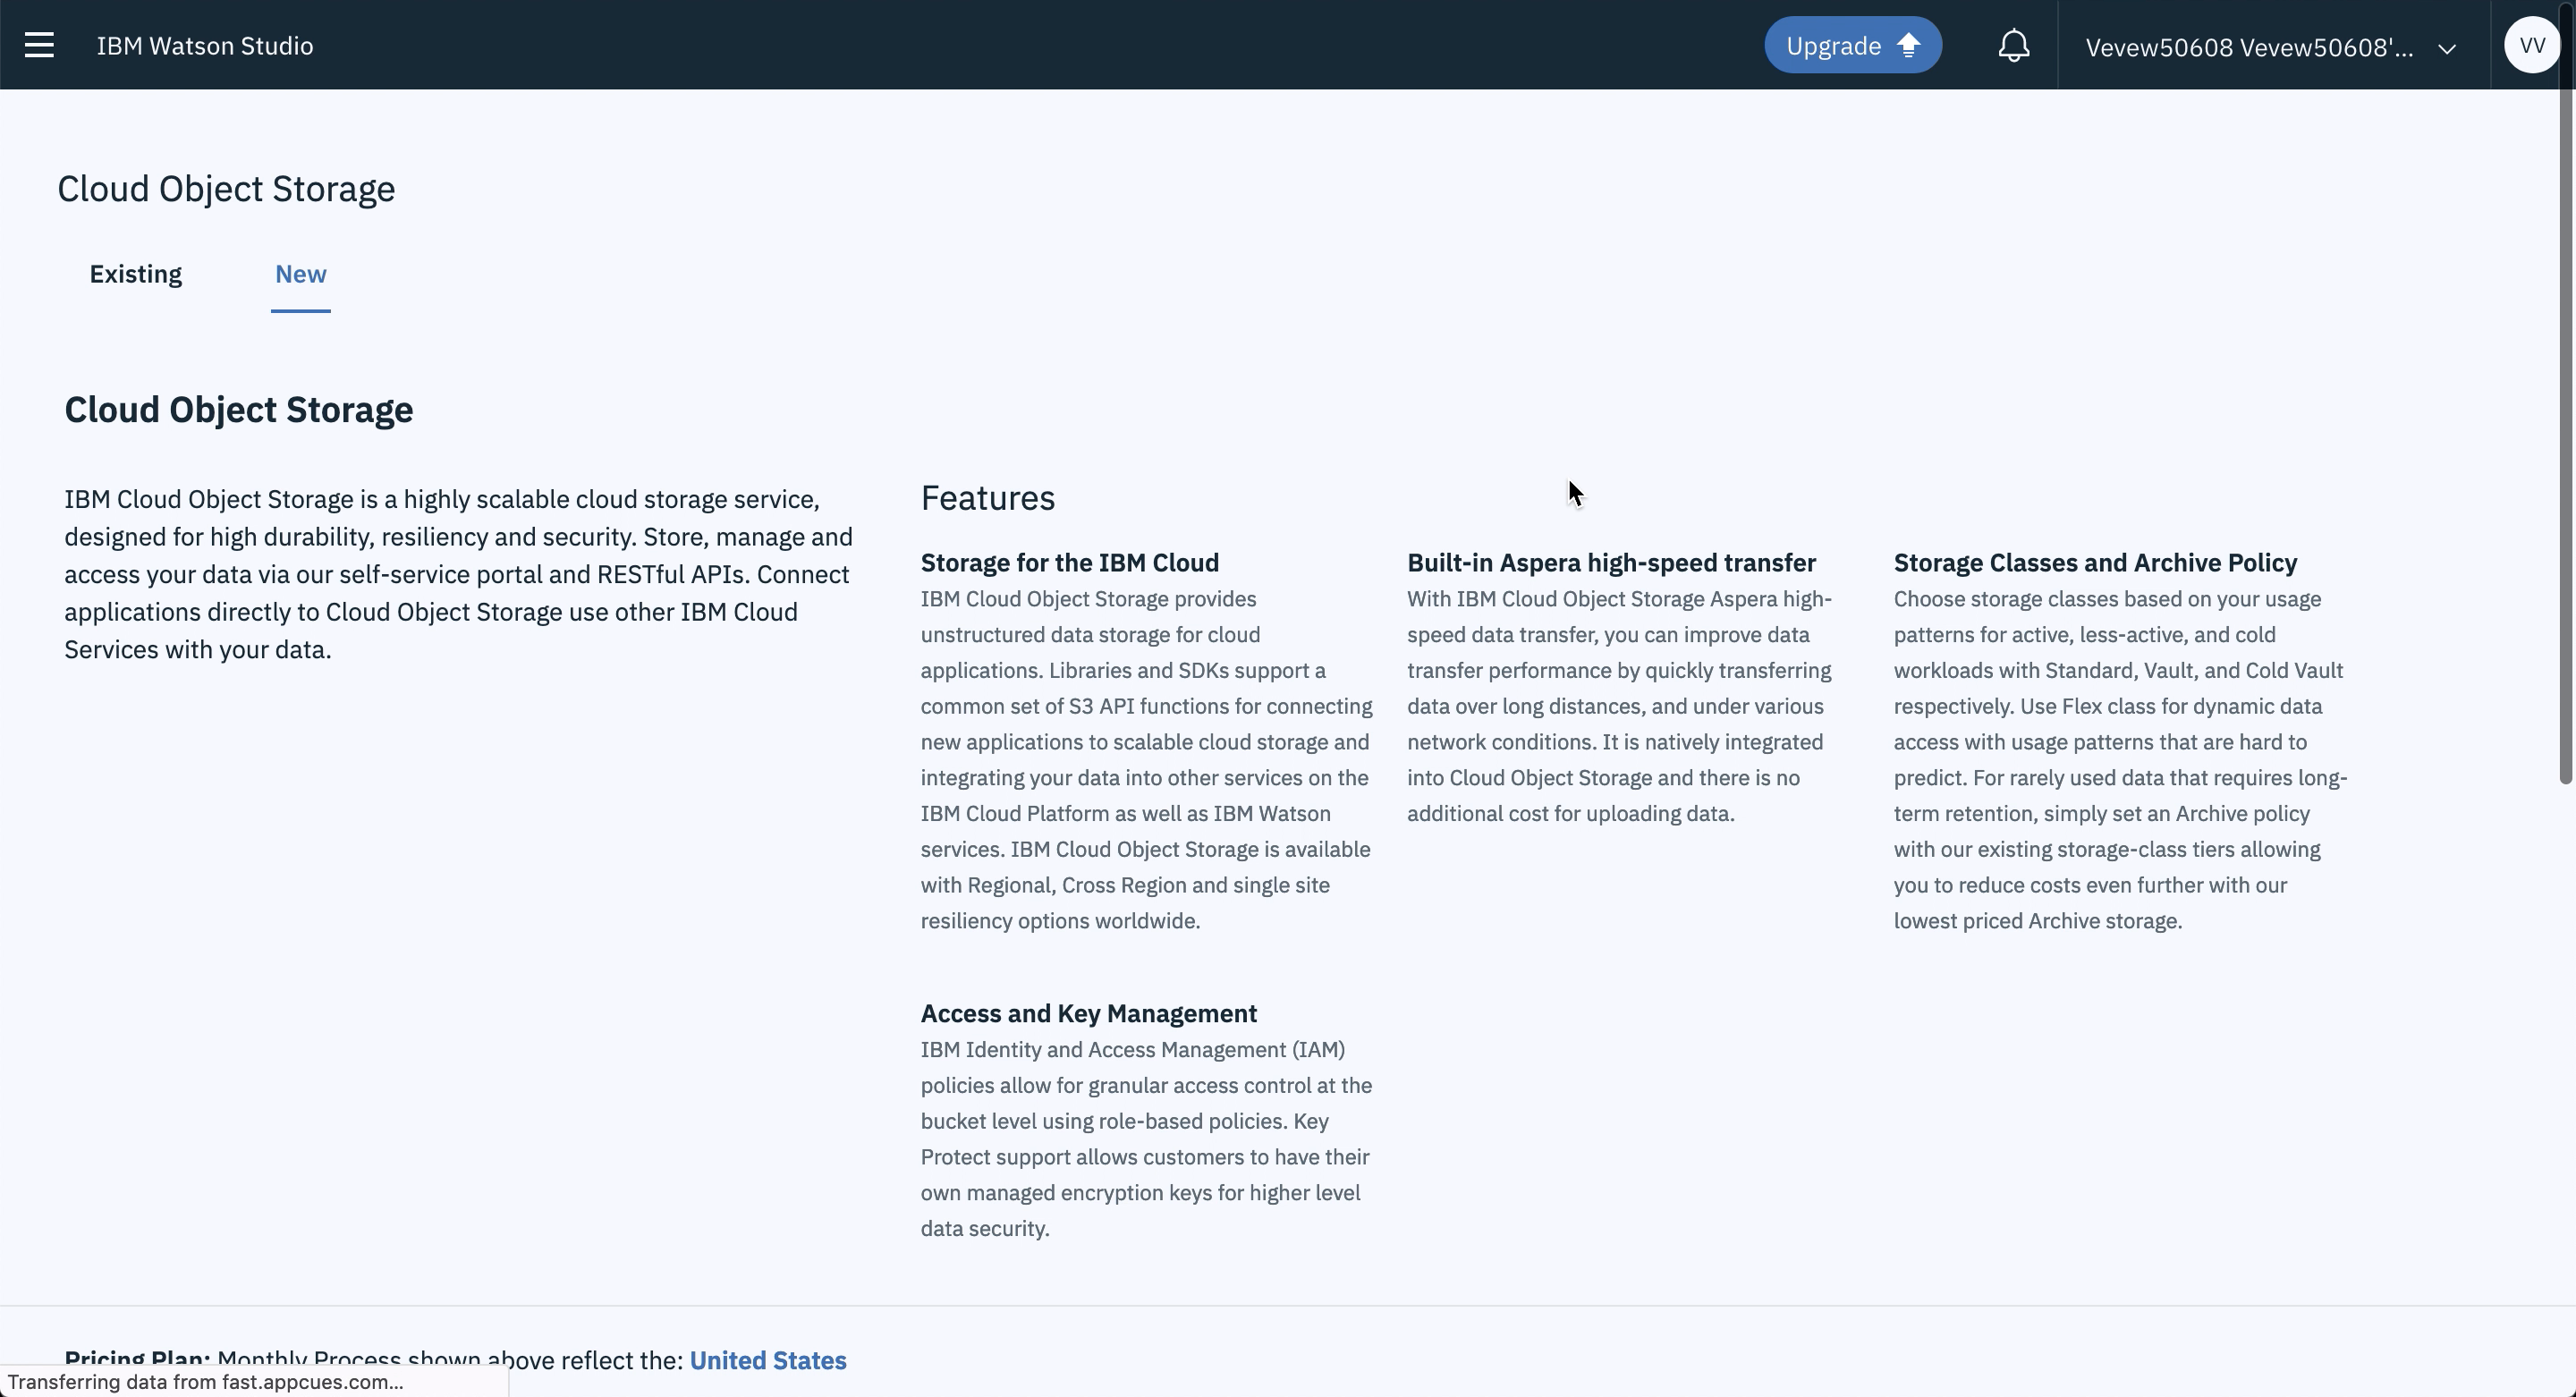 IBM Watson Studio
Upgrade
Vevew50608 Vevew50608'...
VV
Cloud Object Storage
Existing
New
Cloud Object Storage
IBM Cloud Object Storage is a highly scalable cloud storage service,
designed for high durability, resiliency and security. Store, manage and
access your data via our self-service portal and RESTful APIs. Connect
applications directly to Cloud Object Storage use other IBM Cloud
Services with your data.
Features
Storage for the IBM Cloud
IBM Cloud Object Storage provides
unstructured data storage for cloud
applications. Libraries and SDKs support a
common set of S3 API functions for connecting
new applications to scalable cloud storage and
integrating your data into other services on the
IBM Cloud Platform as well as IBM Watson
services. IBM Cloud Object Storage is available
with Regional, Cross Region and single site
resiliency options worldwide.
Built-in Aspera high-speed transfer
With IBM Cloud Object Storage Aspera high-
speed data transfer, you can improve data
transfer performance by quickly transferring
data over long distances, and under various
network conditions. It is natively integrated
into Cloud Object Storage and there is no
additional cost for uploading data.
Storage Classes and Archive Policy
Choose storage classes based on your usage
patterns for active, less-active, and cold
workloads with Standard, Vault, and Cold Vault
respectively. Use Flex class for dynamic data
access with usage patterns that are hard to
predict. For rarely used data that requires long-
term retention, simply set an Archive policy
with our existing storage-class tiers allowing
you to reduce costs even further with our
lowest priced Archive storage.
Access and Key Management
IBM Identity and Access Management (IAM)
policies allow for granular access control at the
bucket level using role-based policies. Key
Protect support allows customers to have their
own managed encryption keys for higher level
data security.
Pricing Plan: Monthly Process shown above reflect the: United States
Transferring data from fast.appcues.com...